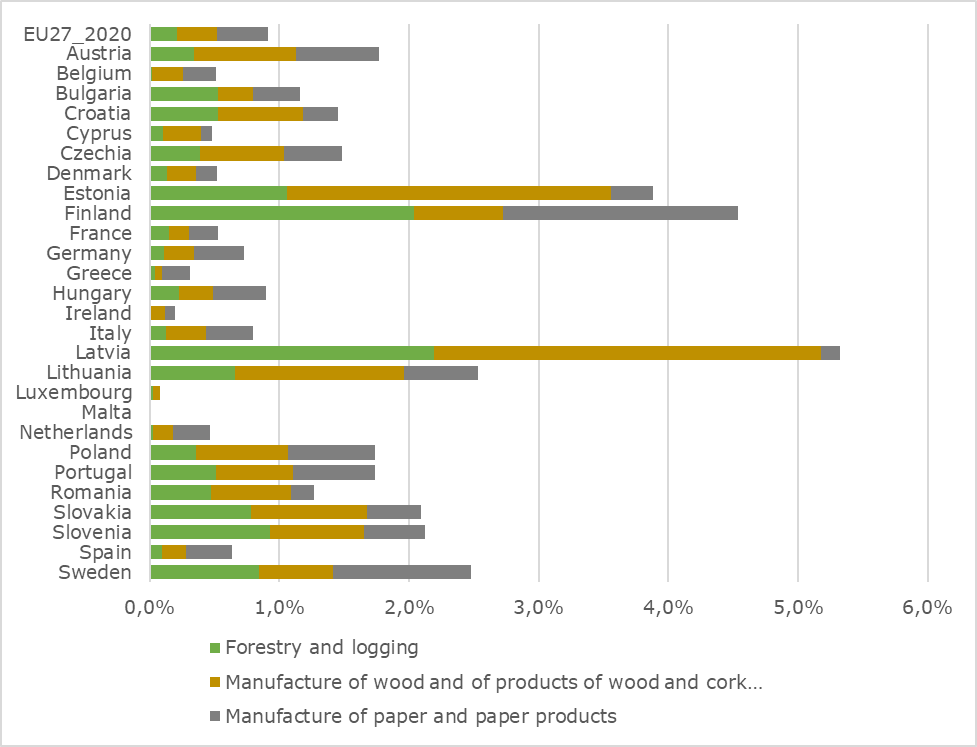 EU27_2020
Austria
Belgium
Bulgaria
Croatia
Cyprus
Czechia
Denmark
Estonia
Finland
France
Germany
Greece
Hungary
Ireland
Italy
Latvia
Lithuania
Luxembourg
Malta
Netherlands
Poland
Portugal
Romania
Slovakia
Slovenia
Spain
Sweden
0,0% 1,0% 2,0% 3,0% 4,0% 5,0% 6,0%
Forestry and logging
Manufacture of wood and of products of wood and cork...
Manufacture of paper and paper products